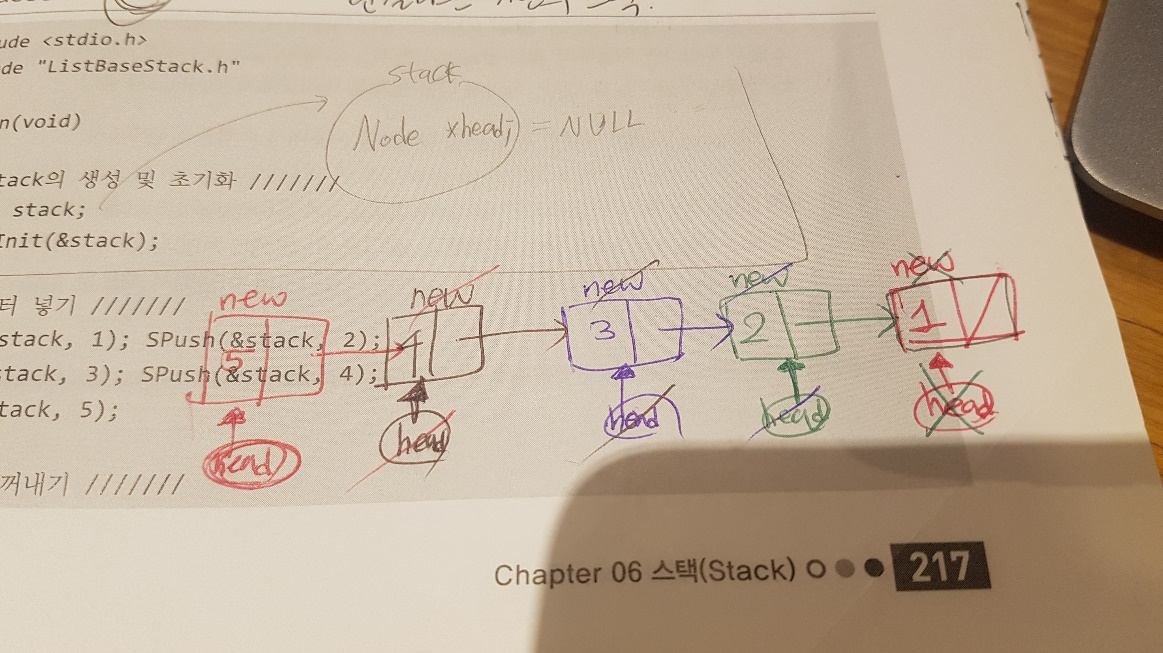 ude <stdio.h>
de "ListBaseStack.h"
stack
Node *head; = NULL
n(void)
tack의 생성 및 초기화 ///////
stack;
Init(&stack);
터 넣기 ///////
new new new new new
stack, 1); SPush(&stack, 2);
5 4 3 2 1
stack, 3); SPush(&stack, 4);
tack, 5);
head head head head head
꺼내기 ///////
Chapter 06 스택(Stack) 217